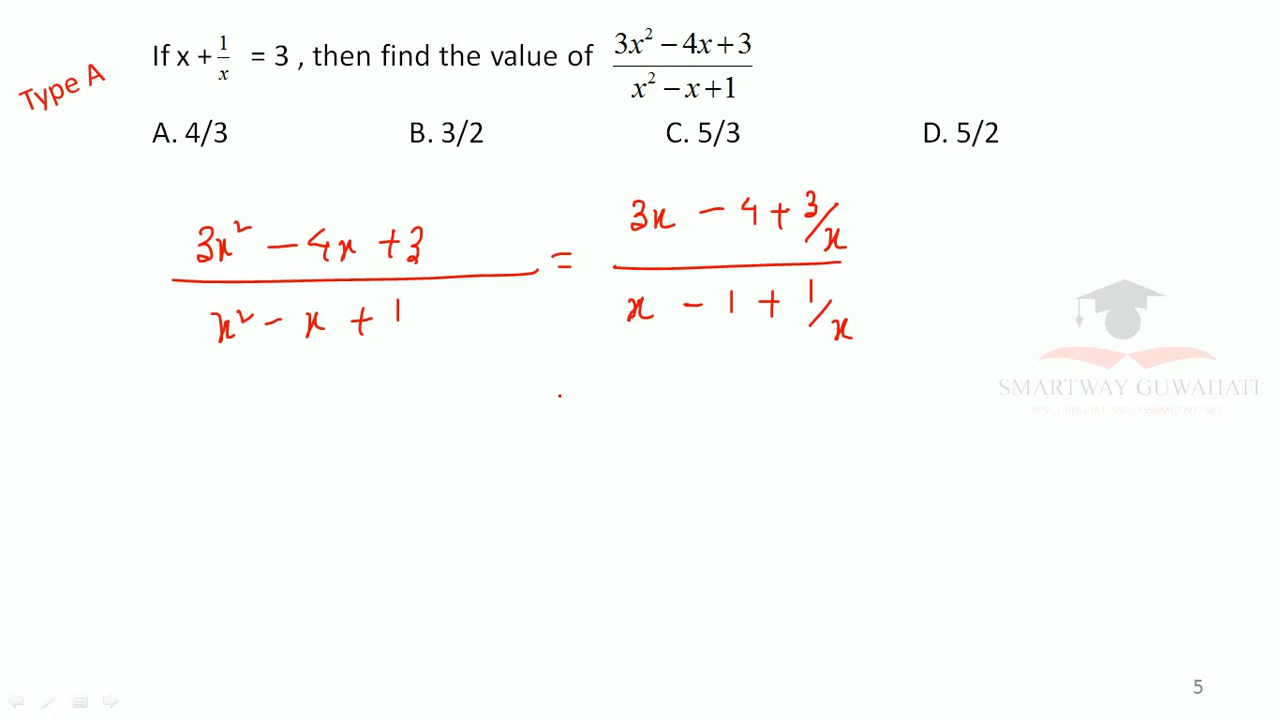 Type A
If x + 1/x = 3 , then find the value of (3x² − 4x + 3)/(x² − x + 1)
A. 4/3 B. 3/2 C. 5/3 D. 5/2
(3x² − 4x + 3)/(x² − x + 1) = (3x − 4 + 3/x)/(x − 1 + 1/x)
SMARTWAY GUWAHATI
5